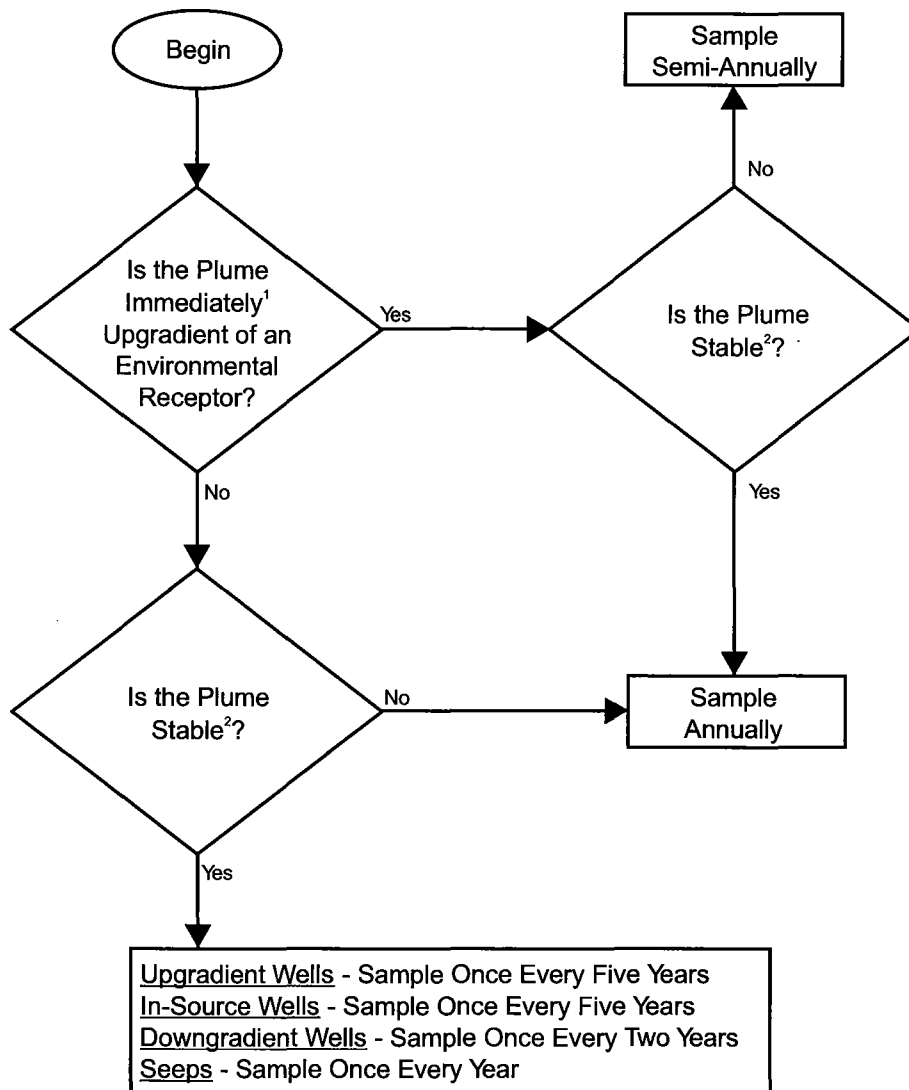 Begin
Sample
Semi-Annually
No
Is the Plume
Immediately¹
Upgradient of an
Environmental
Receptor?
Yes
Is the Plume
Stable²?
No
Yes
Is the Plume
Stable²?
No
Sample
Annually
Yes
Upgradient Wells - Sample Once Every Five Years
In-Source Wells - Sample Once Every Five Years
Downgradient Wells - Sample Once Every Two Years
Seeps - Sample Once Every Year